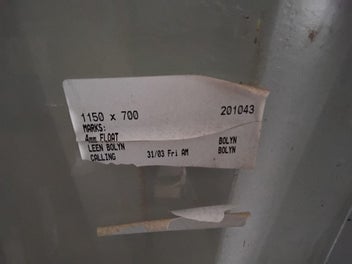 1150 x 700 201043
MARKS:
4mm FLOAT BOLYN
LEEN BOLYN BOLYN
CALLING 31/03 Fri AM